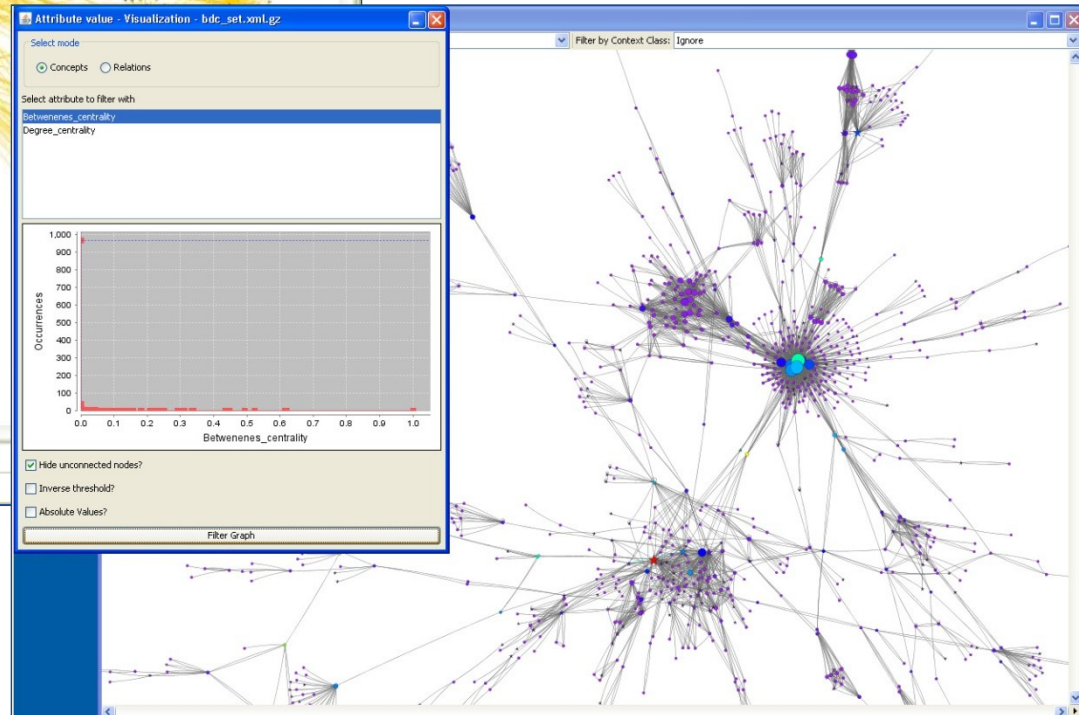 Attribute value - Visualization - bdc_set.xml.gz
Select mode
Concepts Relations
Select attribute to filter with
Betwenenes_centrality
Degree_centrality
1,000
900
800
700
600
500
400
300
200
100
0
Occurrences
0.0 0.1 0.2 0.3 0.4 0.5 0.6 0.7 0.8 0.9 1.0
Betwenenes_centrality
Hide unconnected nodes?
Inverse threshold?
Absolute Values?
Filter Graph
Filter by Context Class: Ignore